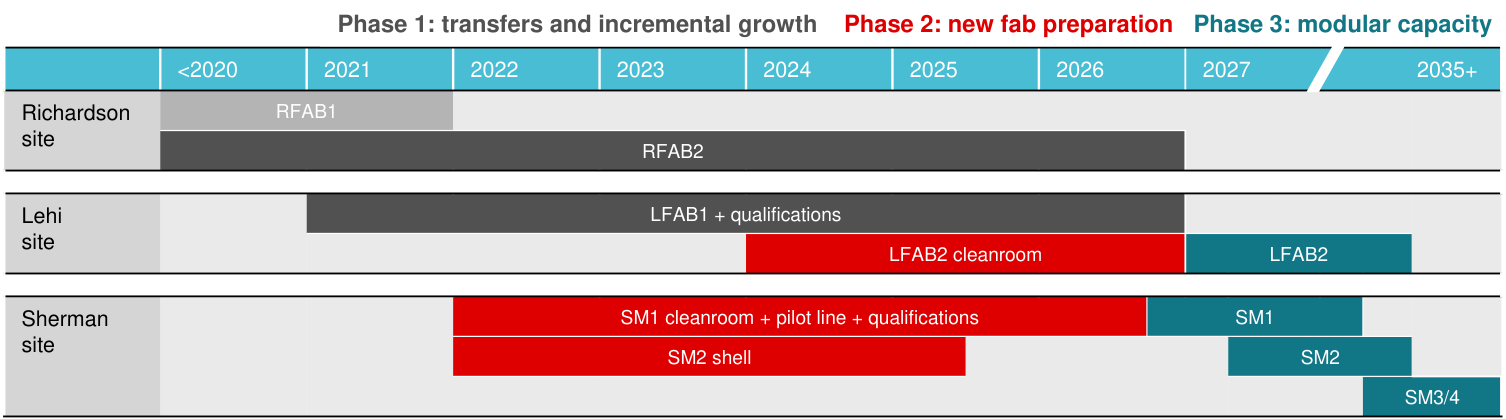 Phase 1: transfers and incremental growth Phase 2: new fab preparation Phase 3: modular capacity
<2020 2021 2022 2023 2024 2025 2026 2027 2035+
Richardson
site
RFAB1
RFAB2
Lehi
site
LFAB1 + qualifications
LFAB2 cleanroom LFAB2
Sherman
site
SM1 cleanroom + pilot line + qualifications SM1
SM2 shell SM2
SM3/4